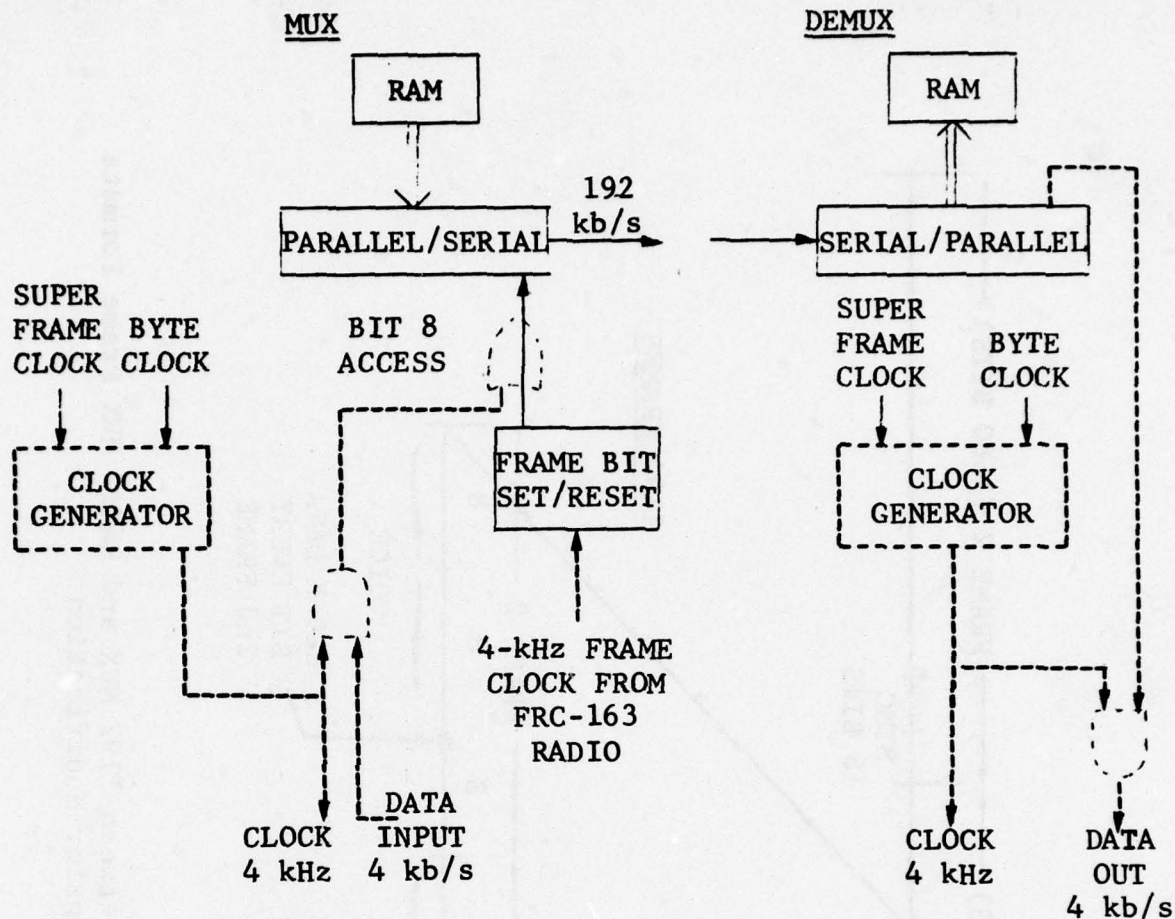 MUX
DEMUX
RAM
RAM
192
kb/s
PARALLEL/SERIAL
SERIAL/PARALLEL
SUPER
FRAME
CLOCK
BYTE
CLOCK
BIT 8
ACCESS
SUPER
FRAME
CLOCK
BYTE
CLOCK
CLOCK
GENERATOR
FRAME BIT
SET/RESET
CLOCK
GENERATOR
4-kHz FRAME
CLOCK FROM
FRC-163
RADIO
CLOCK
4 kHz
DATA
INPUT
4 kb/s
CLOCK
4 kHz
DATA
OUT
4 kb/s